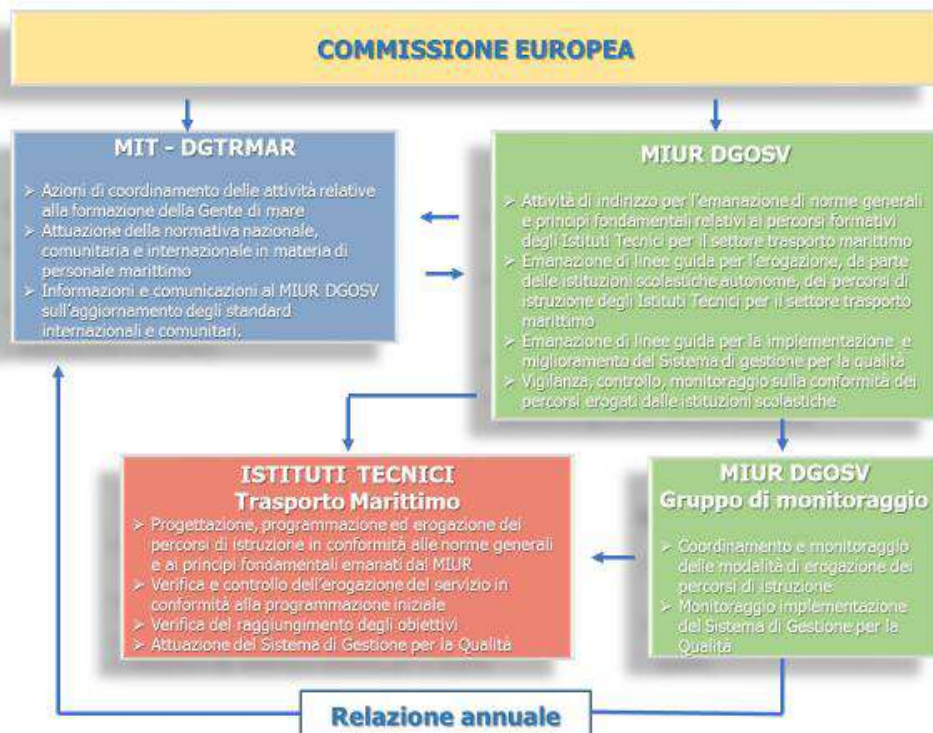 COMMISSIONE EUROPEA
MIT - DGTRMAR
➢ Azioni di coordinamento delle attività relative
alla formazione della Gente di mare
➢ Attuazione della normativa nazionale,
comunitaria e internazionale in materia di
personale marittimo
➢ Informazioni e comunicazioni al MIUR DGOSV
sull'aggiornamento degli standard
internazionali e comunitari.
MIUR DGOSV
➢ Attività di indirizzo per l'emanazione di norme generali
e principi fondamentali relativi ai percorsi formativi
degli Istituti Tecnici per il settore trasporto marittimo
➢ Emanazione di linee guida per l'erogazione, da parte
delle istituzioni scolastiche autonome, dei percorsi di
istruzione degli Istituti Tecnici per il settore trasporto
marittimo
➢ Emanazione di linee guida per la implementazione e
miglioramento del Sistema di gestione per la qualità
➢ Vigilanza, controllo, monitoraggio sulla conformità dei
percorsi erogati dalle istituzioni scolastiche
ISTITUTI TECNICI
Trasporto Marittimo
➢ Progettazione, programmazione ed erogazione dei
percorsi di istruzione in conformità alle norme generali
e ai principi fondamentali emanati dal MIUR
➢ Verifica e controllo dell'erogazione del servizio in
conformità alla programmazione iniziale
➢ Verifica del raggiungimento degli obiettivi
➢ Attuazione del Sistema di Gestione per la Qualità
MIUR DGOSV
Gruppo di monitoraggio
➢ Coordinamento e monitoraggio
delle modalità di erogazione dei
percorsi di istruzione
➢ Monitoraggio implementazione
del Sistema di Gestione per la
Qualità
Relazione annuale